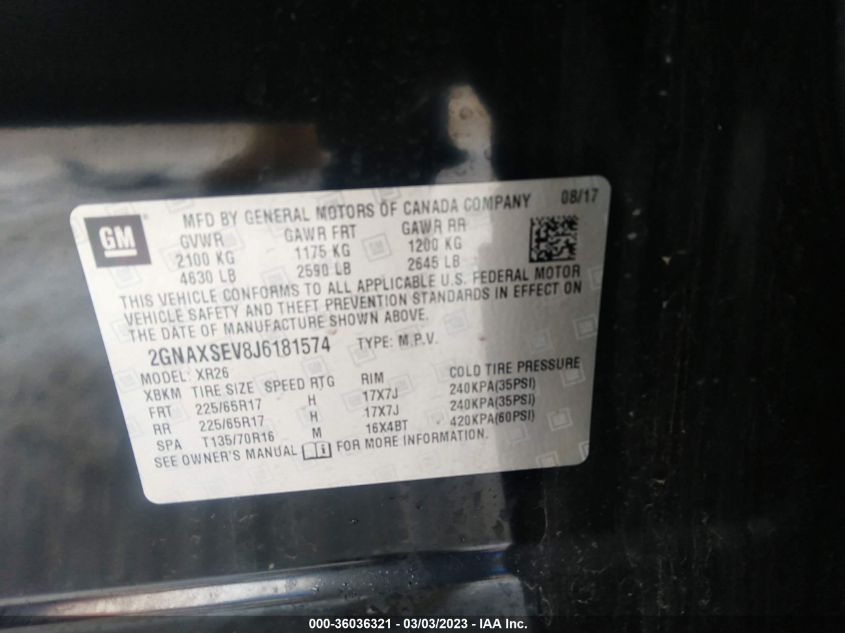 GM
MFD BY GENERAL MOTORS OF CANADA COMPANY 08/17
GVWR GAWR FRT GAWR RR
2100 KG 1175 KG 1200 KG
4630 LB 2590 LB 2645 LB
THIS VEHICLE CONFORMS TO ALL APPLICABLE U.S. FEDERAL MOTOR
VEHICLE SAFETY AND THEFT PREVENTION STANDARDS IN EFFECT ON
THE DATE OF MANUFACTURE SHOWN ABOVE.
2GNAXSEV8J6181574 TYPE: M.P.V.
MODEL: XR26
XBKM TIRE SIZE SPEED RTG RIM COLD TIRE PRESSURE
FRT 225/65R17 H 17X7J 240KPA(35PSI)
RR 225/65R17 H 17X7J 240KPA(35PSI)
SPA T135/70R16 M 16X4BT 420KPA(60PSI)
SEE OWNER'S MANUAL FOR MORE INFORMATION.
000-36036321 - 03/03/2023 - IAA Inc.